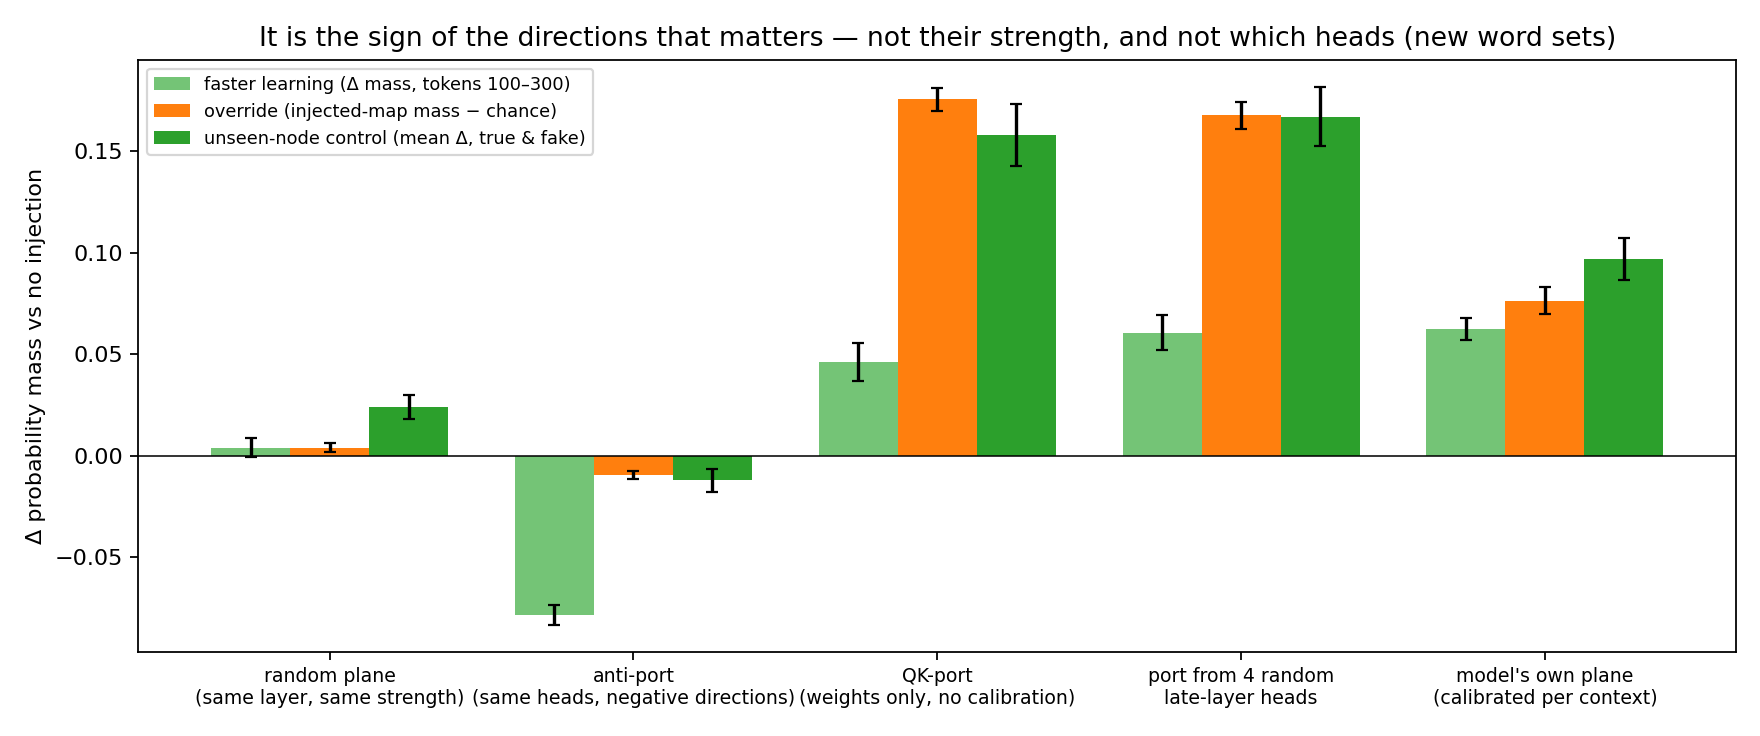 It is the sign of the directions that matters — not their strength, and not which heads (new word sets)
faster learning (Δ mass, tokens 100–300)
override (injected-map mass − chance)
unseen-node control (mean Δ, true & fake)
Δ probability mass vs no injection
0.15
0.10
0.05
0.00
−0.05
random plane
(same layer, same strength)
anti-port
(same heads, negative directions)
QK-port
(weights only, no calibration)
port from 4 random
late-layer heads
model's own plane
(calibrated per context)